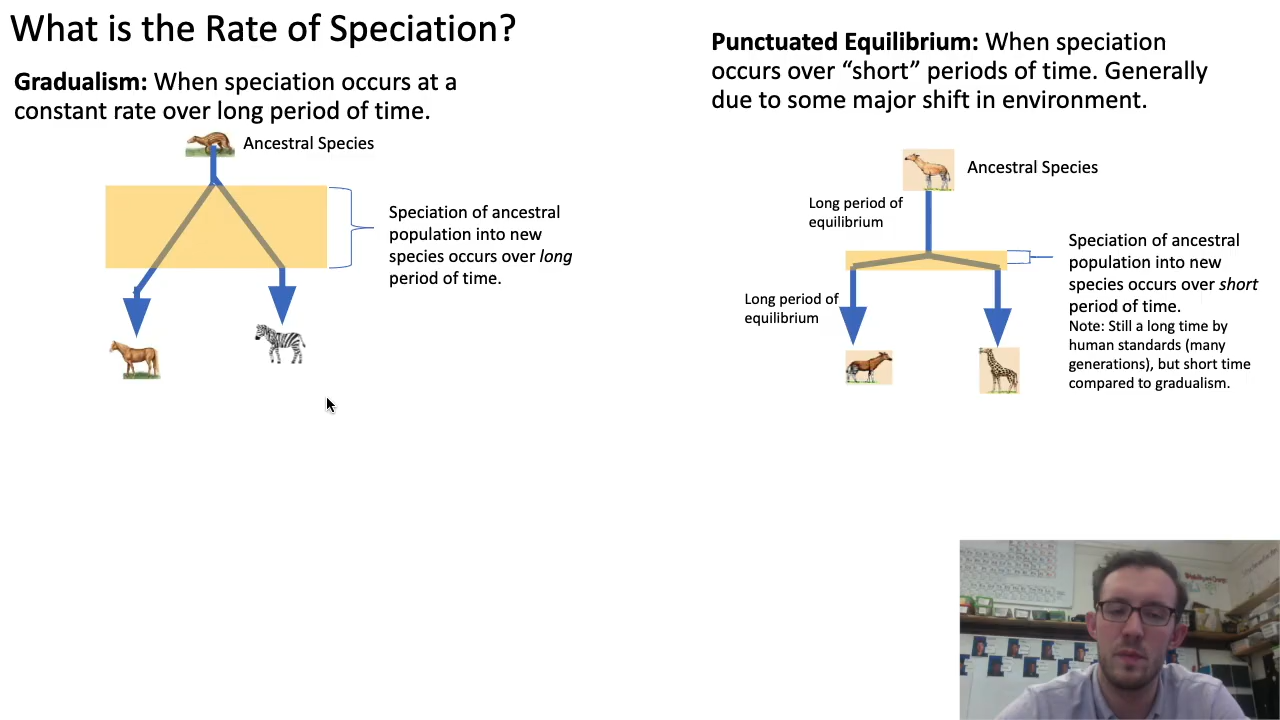 What is the Rate of Speciation?
Gradualism: When speciation occurs at a
constant rate over long period of time.
Ancestral Species
Speciation of ancestral
population into new
species occurs over long
period of time.
Punctuated Equilibrium: When speciation
occurs over “short” periods of time. Generally
due to some major shift in environment.
Ancestral Species
Long period of
equilibrium
Speciation of ancestral
population into new
species occurs over short
period of time.
Note: Still a long time by
human standards (many
generations), but short time
compared to gradualism.
Long period of
equilibrium